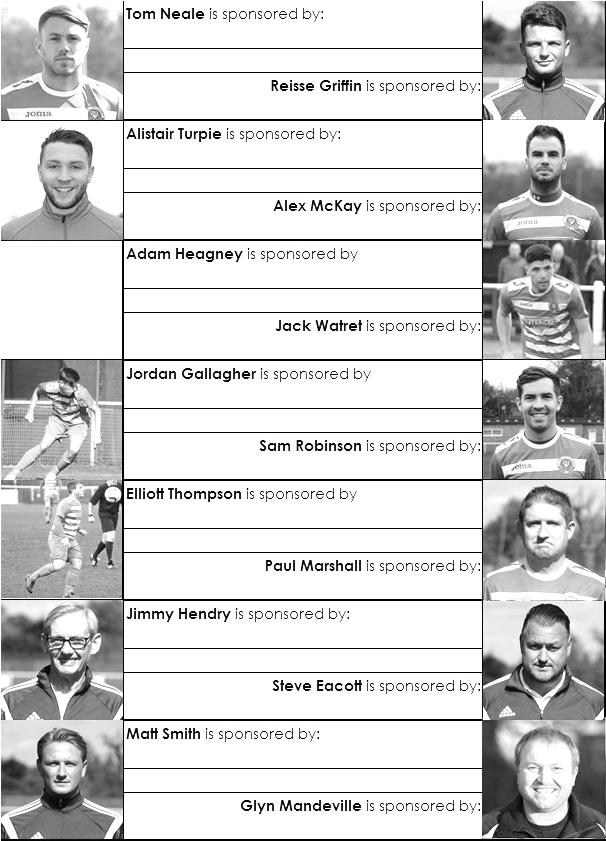 Tom Neale is sponsored by:
Reisse Griffin is sponsored by:
joma
Alistair Turpie is sponsored by:
Alex McKay is sponsored by:
joma
Adam Heagney is sponsored by
Jack Watret is sponsored by:
Jordan Gallagher is sponsored by
Sam Robinson is sponsored by:
joma
Elliott Thompson is sponsored by
Paul Marshall is sponsored by:
Jimmy Hendry is sponsored by:
Steve Eacott is sponsored by:
adidas
Matt Smith is sponsored by:
Glyn Mandeville is sponsored by: